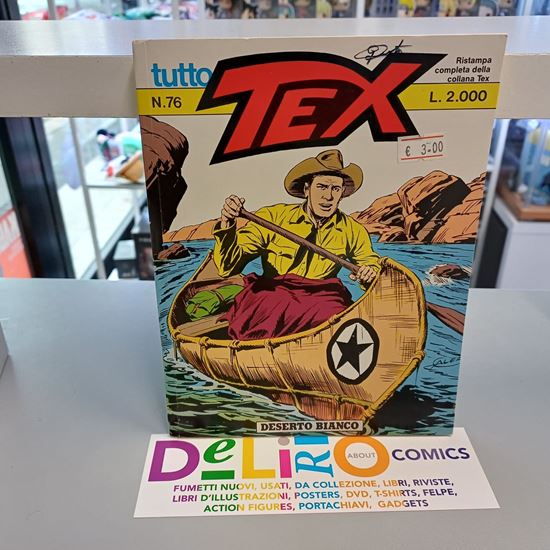 tutto
TEX
N.76
Ristampa
completa della
collana Tex
L. 2.000
€ 3.00
DESERTO BIANCO
DeLiRiO
ABOUT
COMICS
FUMETTI NUOVI, USATI, DA COLLEZIONE, LIBRI, RIVISTE,
LIBRI D'ILLUSTRAZIONI, POSTERS, DVD, T-SHIRTS, FELPE,
ACTION FIGURES, PORTACHIAVI, GADGETS